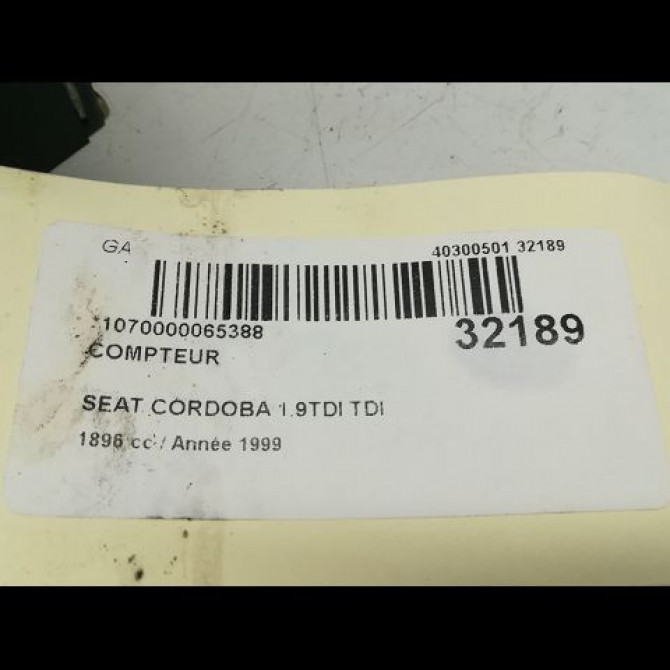 GA 40300501 32189
1070000065388 32189
COMPTEUR
SEAT CORDOBA 1.9TDI TDI
1896 cc / Année 1999